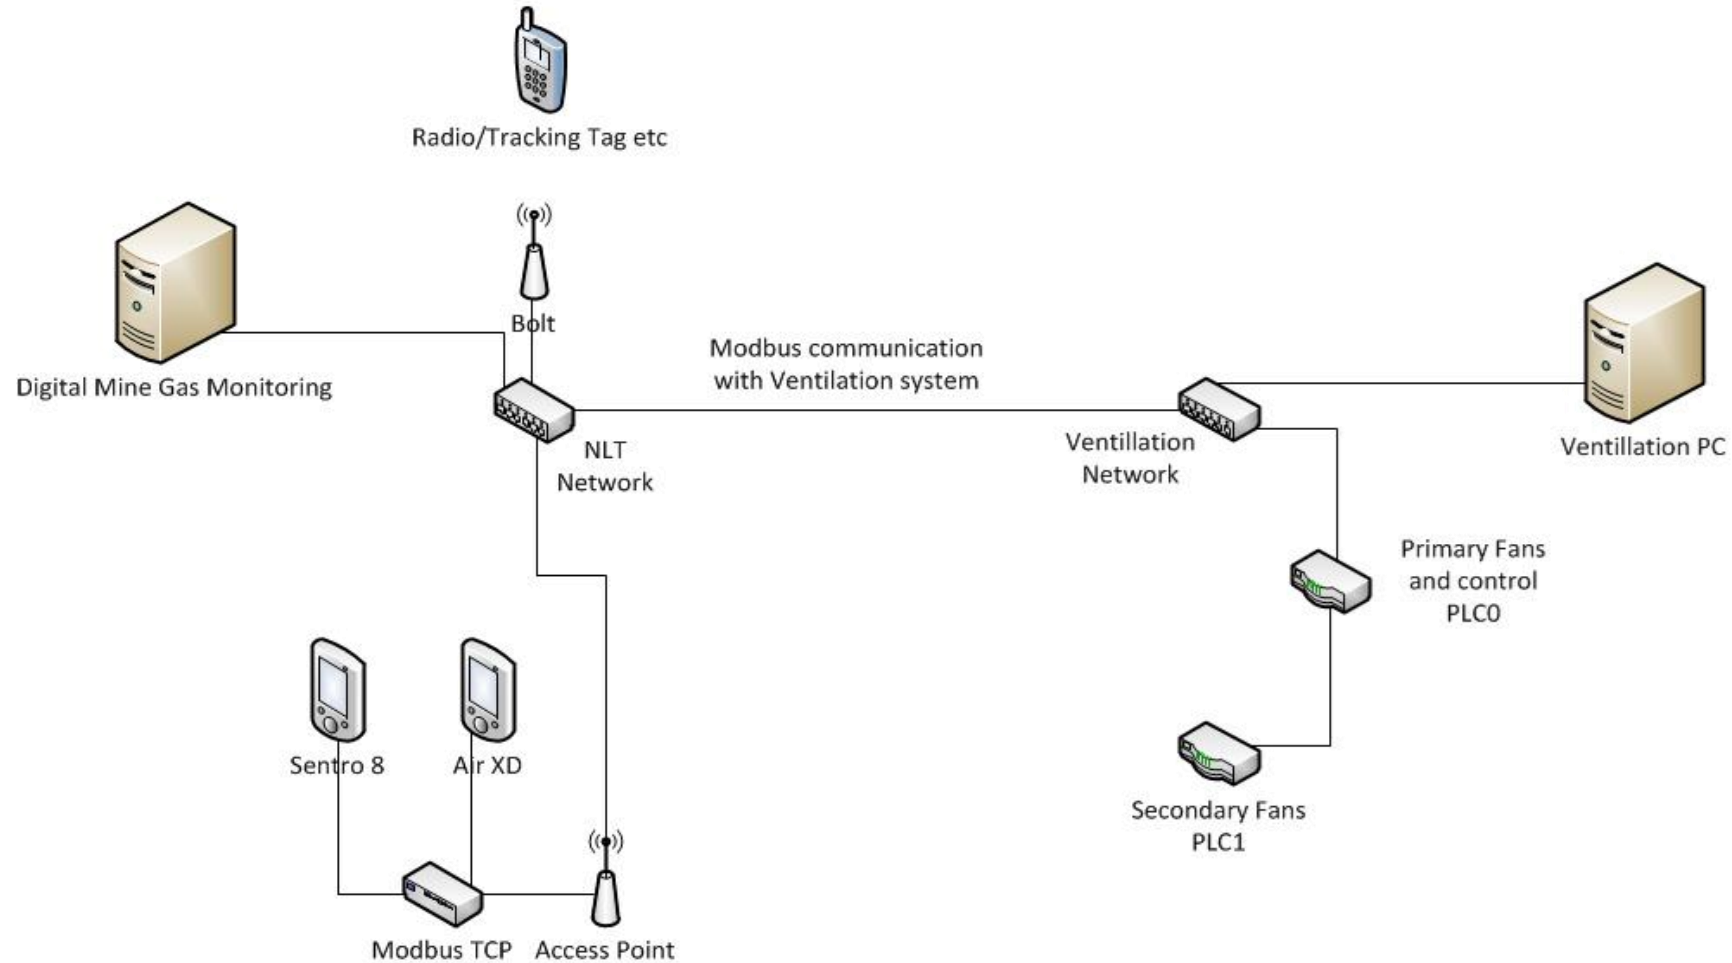 Radio/Tracking Tag etc
Bolt
Digital Mine Gas Monitoring
Modbus communication
with Ventilation system
NLT
Network
Ventillation
Network
Ventillation PC
Primary Fans
and control
PLC0
Sentro 8
Air XD
Secondary Fans
PLC1
Modbus TCP
Access Point